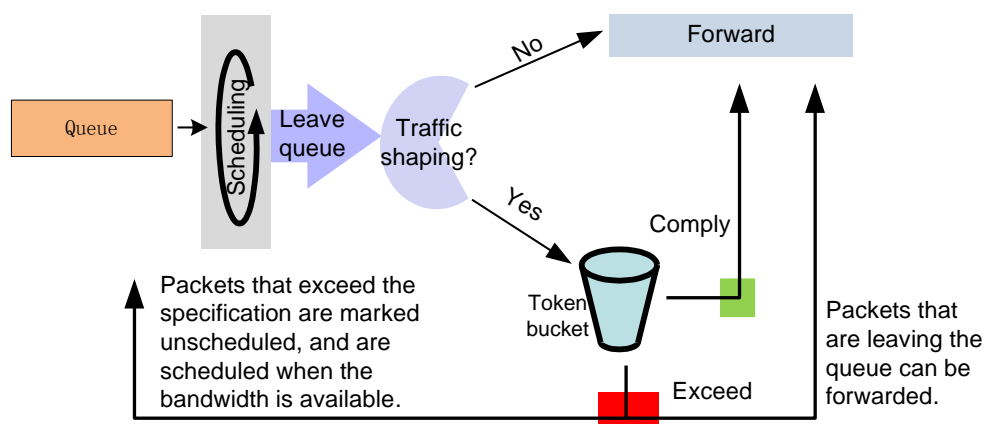 Queue
Scheduling
Leave
queue
Traffic
shaping?
No
Forward
Yes
Comply
Token
bucket
Exceed
Packets that exceed the
specification are marked
unscheduled, and are
scheduled when the
bandwidth is available.
Packets that
are leaving the
queue can be
forwarded.